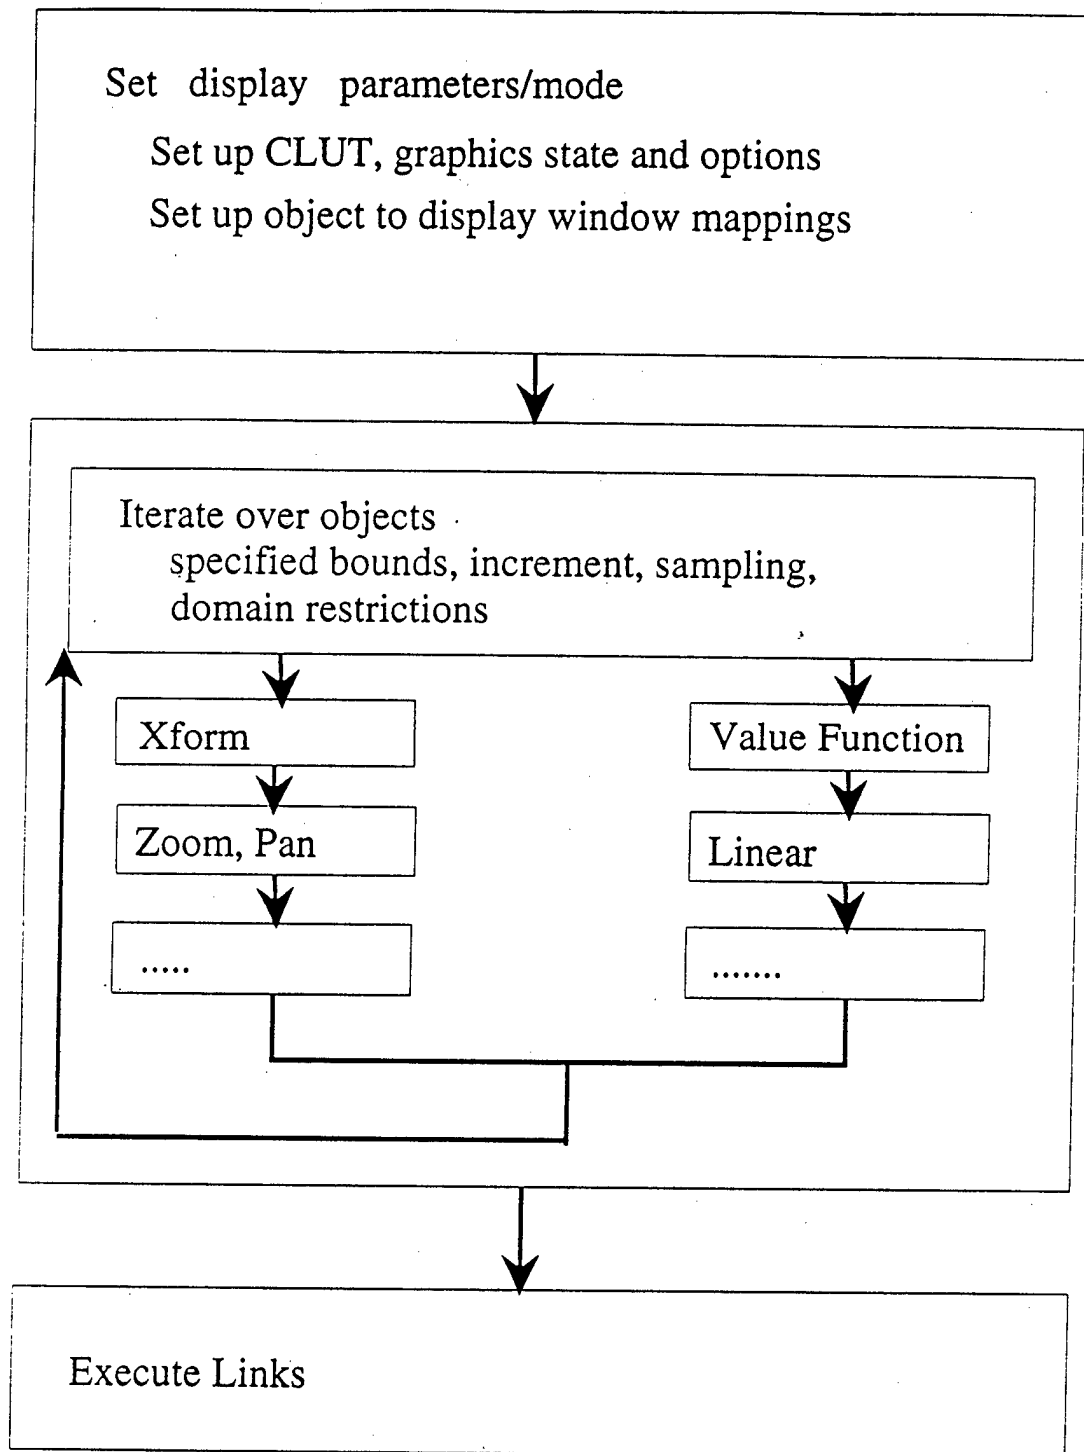 Set display parameters/mode
Set up CLUT, graphics state and options
Set up object to display window mappings
Iterate over objects
specified bounds, increment, sampling,
domain restrictions
Xform
Value Function
Zoom, Pan
Linear
.....
.......
Execute Links